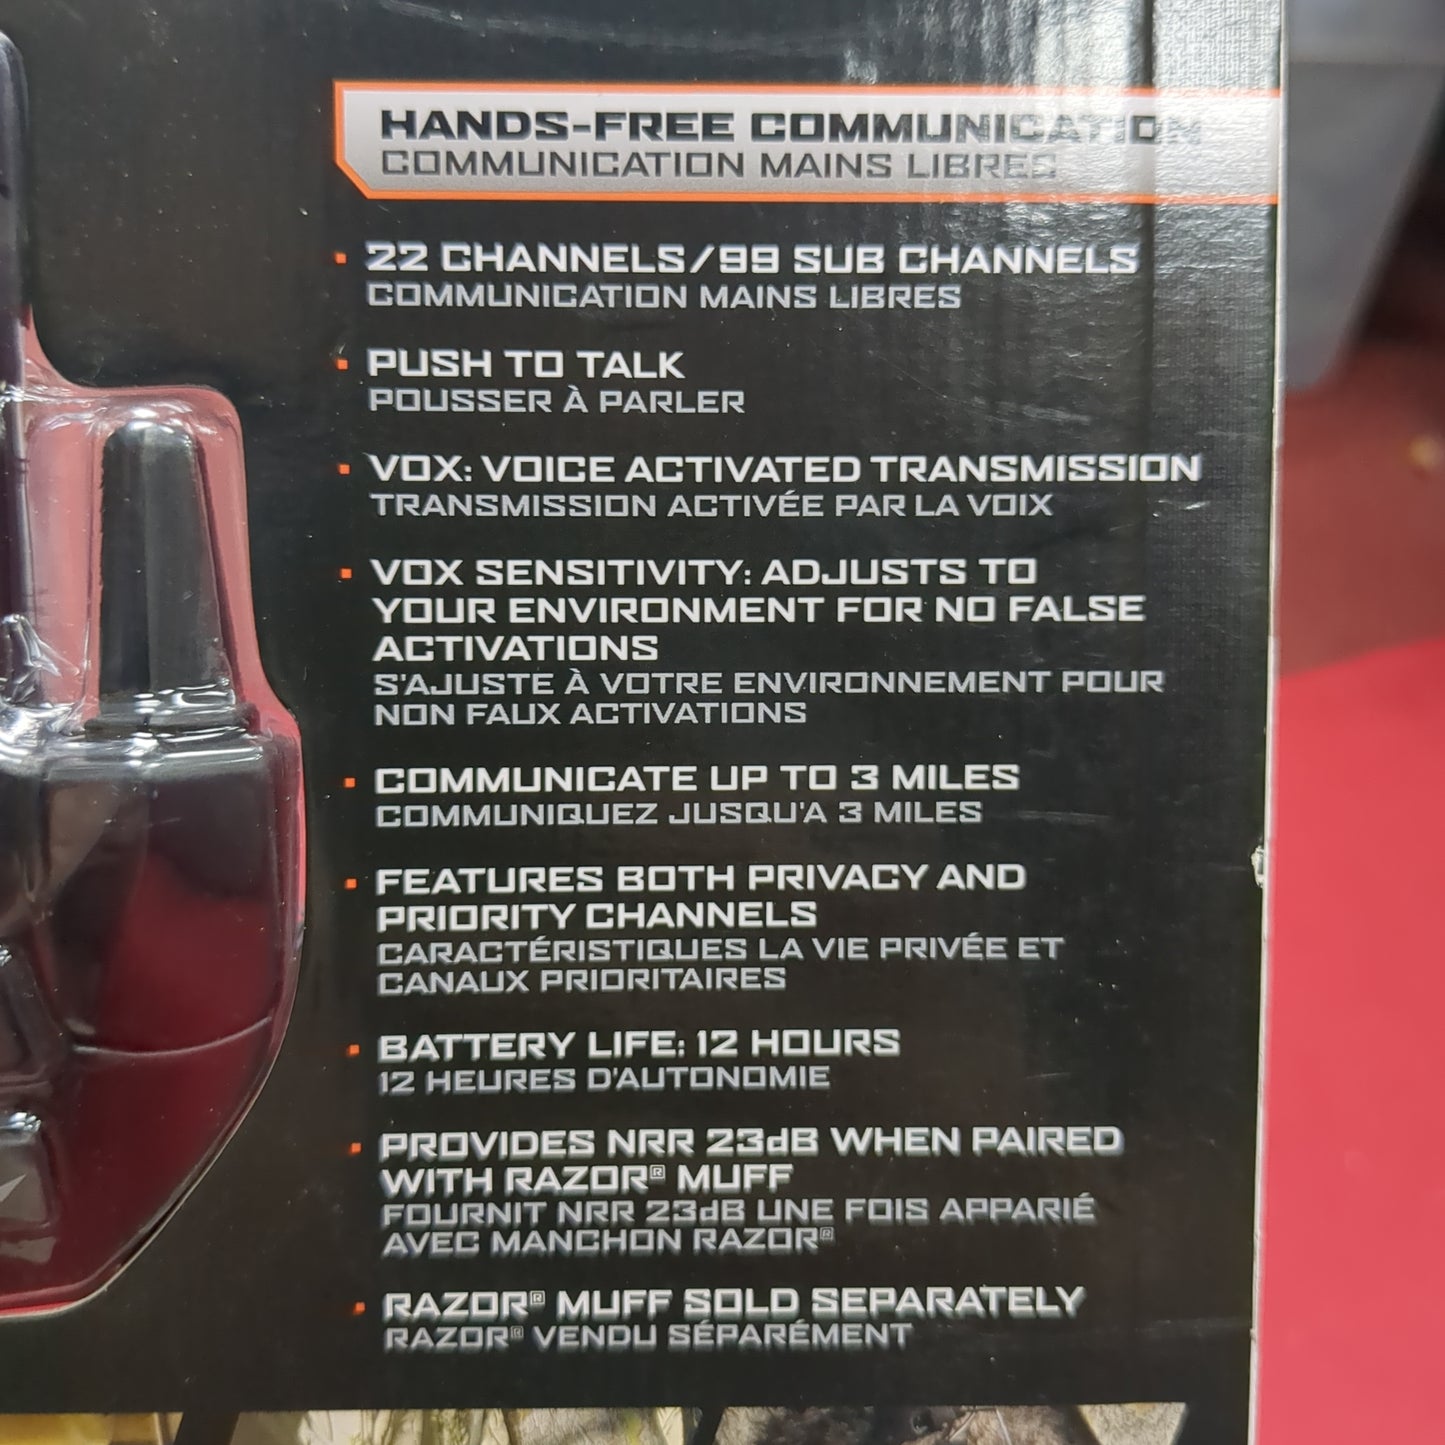 HANDS-FREE COMMUNICATION
COMMUNICATION MAINS LIBRES
• 22 CHANNELS/99 SUB CHANNELS
COMMUNICATION MAINS LIBRES
• PUSH TO TALK
POUSSER À PARLER
• VOX: VOICE ACTIVATED TRANSMISSION
TRANSMISSION ACTIVÉE PAR LA VOIX
• VOX SENSITIVITY: ADJUSTS TO
YOUR ENVIRONMENT FOR NO FALSE
ACTIVATIONS
S'AJUSTE À VOTRE ENVIRONNEMENT POUR
NON FAUX ACTIVATIONS
• COMMUNICATE UP TO 3 MILES
COMMUNIQUEZ JUSQU'A 3 MILES
• FEATURES BOTH PRIVACY AND
PRIORITY CHANNELS
CARACTÉRISTIQUES LA VIE PRIVÉE ET
CANAUX PRIORITAIRES
• BATTERY LIFE: 12 HOURS
12 HEURES D'AUTONOMIE
• PROVIDES NRR 23dB WHEN PAIRED
WITH RAZOR® MUFF
FOURNIT NRR 23dB UNE FOIS APPARIÉ
AVEC MANCHON RAZOR®
• RAZOR® MUFF SOLD SEPARATELY
RAZOR® VENDU SÉPARÉMENT